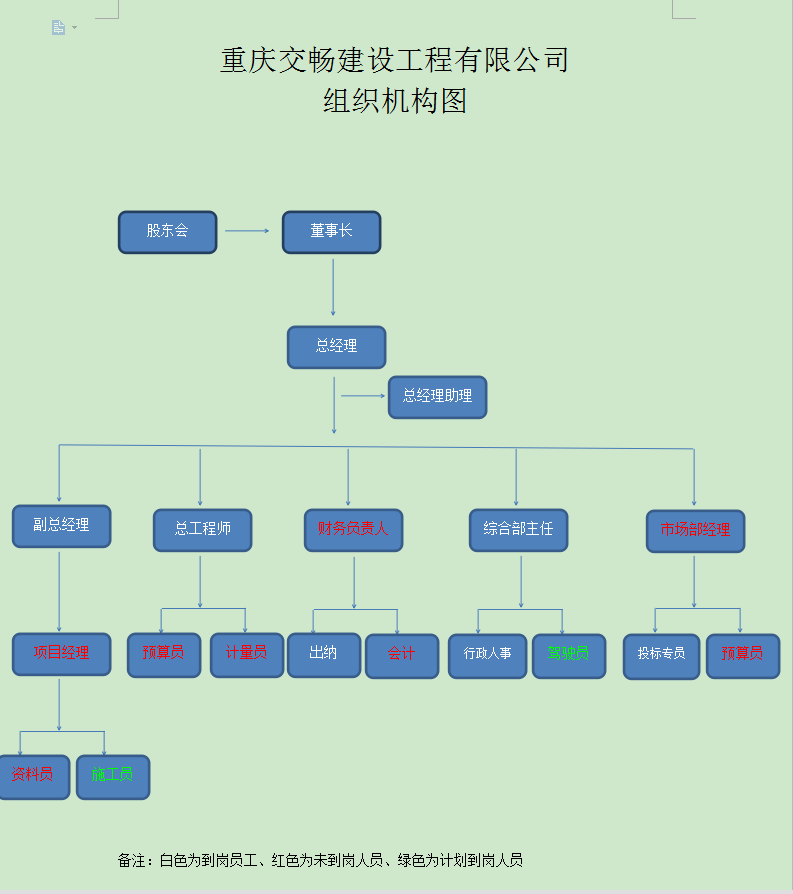 重庆交畅建设工程有限公司
组织机构图
股东会
董事长
总经理
总经理助理
副总经理
总工程师
财务负责人
综合部主任
市场部经理
项目经理
预算员
计量员
出纳
会计
行政人事
驾驶员
投标专员
预算员
资料员
施工员
备注：白色为到岗员工、红色为未到岗人员、绿色为计划到岗人员